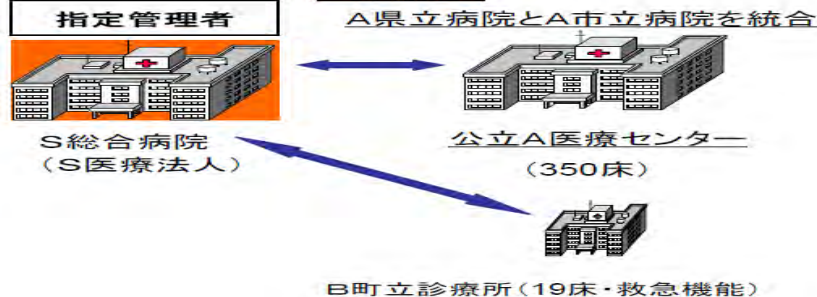 指定管理者
A県立病院とA市立病院を統合
S総合病院
(S医療法人)
公立A医療センター
(350床)
B町立診療所(19床・救急機能)